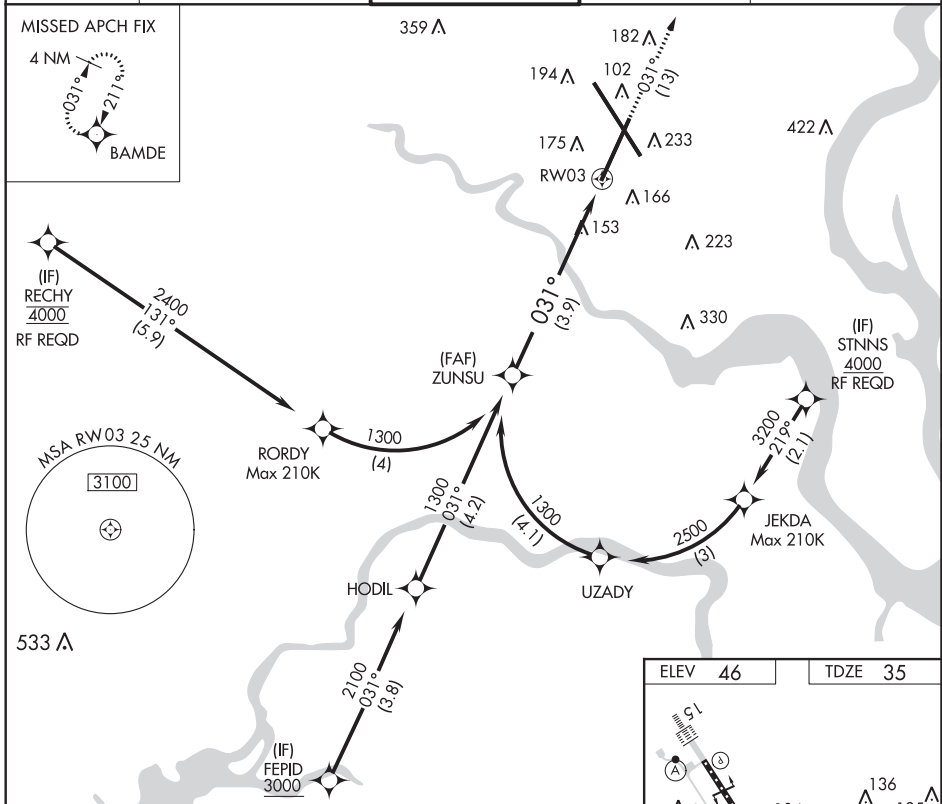 MISSED APCH FIX
4 NM
031°
211°
BAMDE
359
182
031°
(13)
194
102
175
233
422
RW03
166
153
223
330
(IF)
RECHY
4000
RF REQD
2400
131°
(5.9)
031°
(3.9)
(FAF)
ZUNSU
(IF)
STNNS
4000
RF REQD
3200
219°
(2.1)
RORDY
Max 210K
1300
(4)
MSA RW03 25 NM
3100
1300
031°
(4.2)
1300
(4.1)
2500
(3)
JEKDA
Max 210K
HODIL
UZADY
533
2100
031°
(3.8)
(IF)
FEPID
3000
ELEV 46
TDZE 35
15
A
P
136